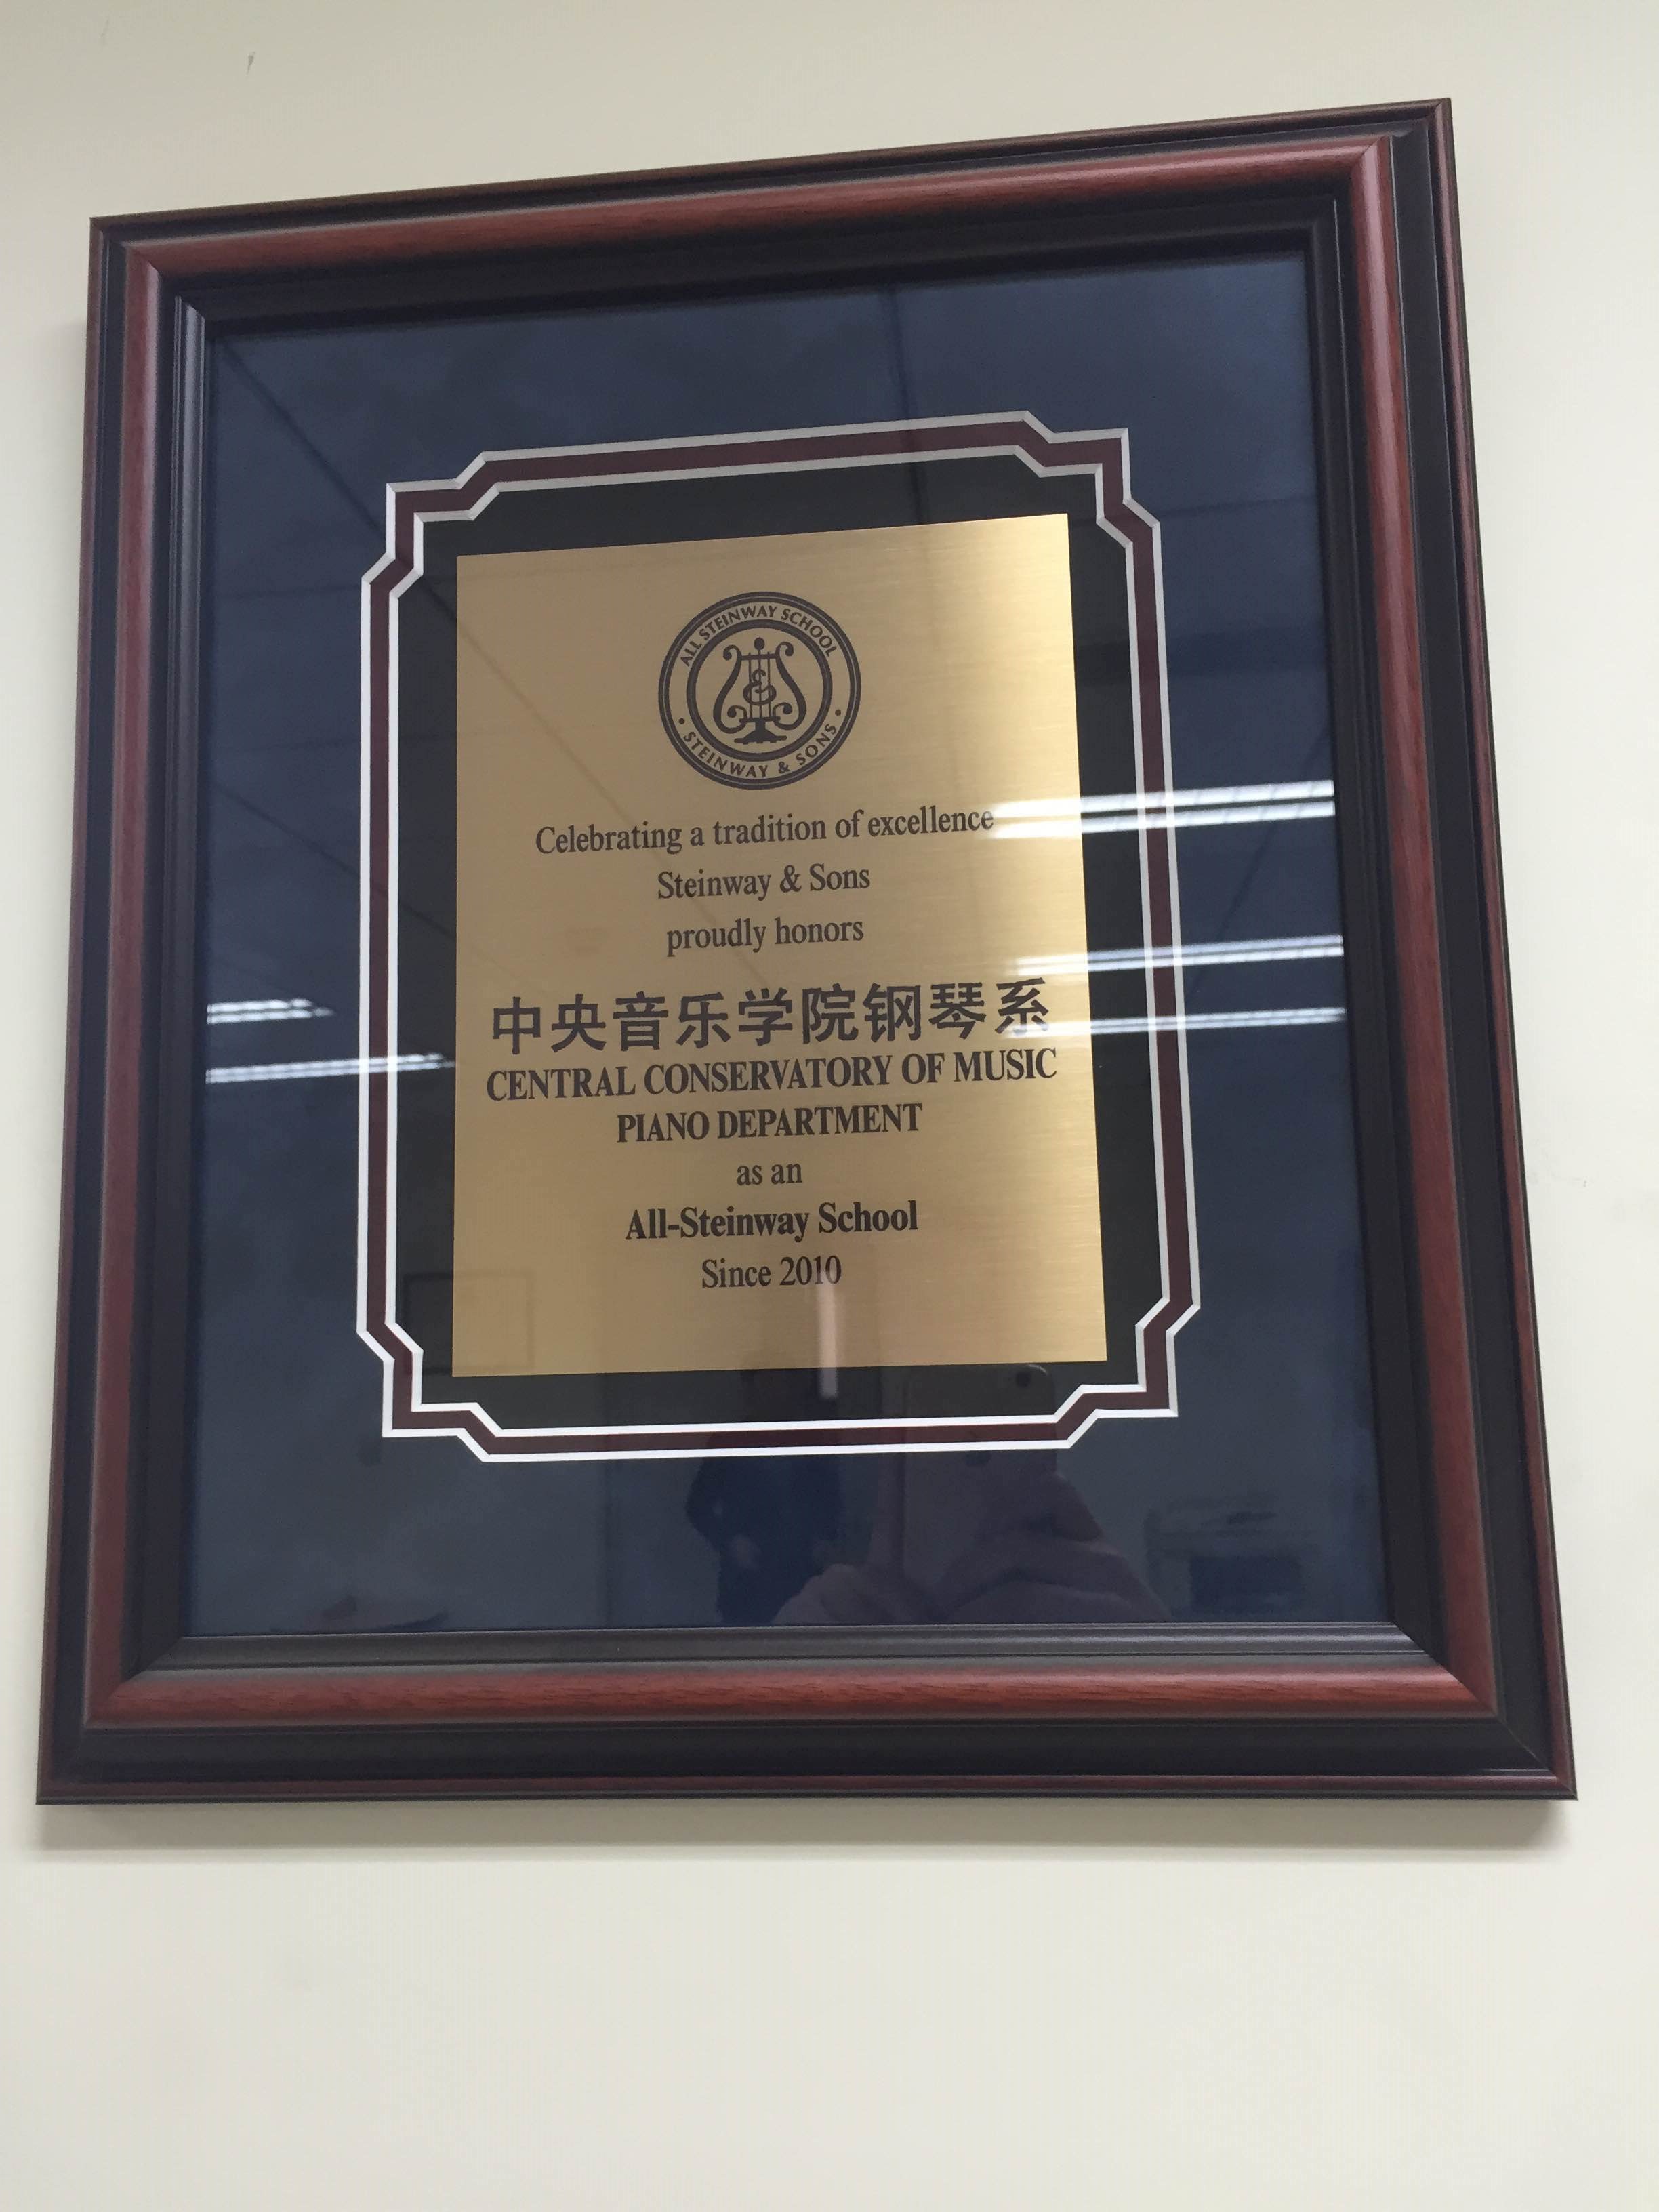 ALL STEINWAY SCHOOL
STEINWAY & SONS
Celebrating a tradition of excellence
Steinway & Sons
proudly honors
中央音乐学院钢琴系
CENTRAL CONSERVATORY OF MUSIC
PIANO DEPARTMENT
as an
All-Steinway School
Since 2010